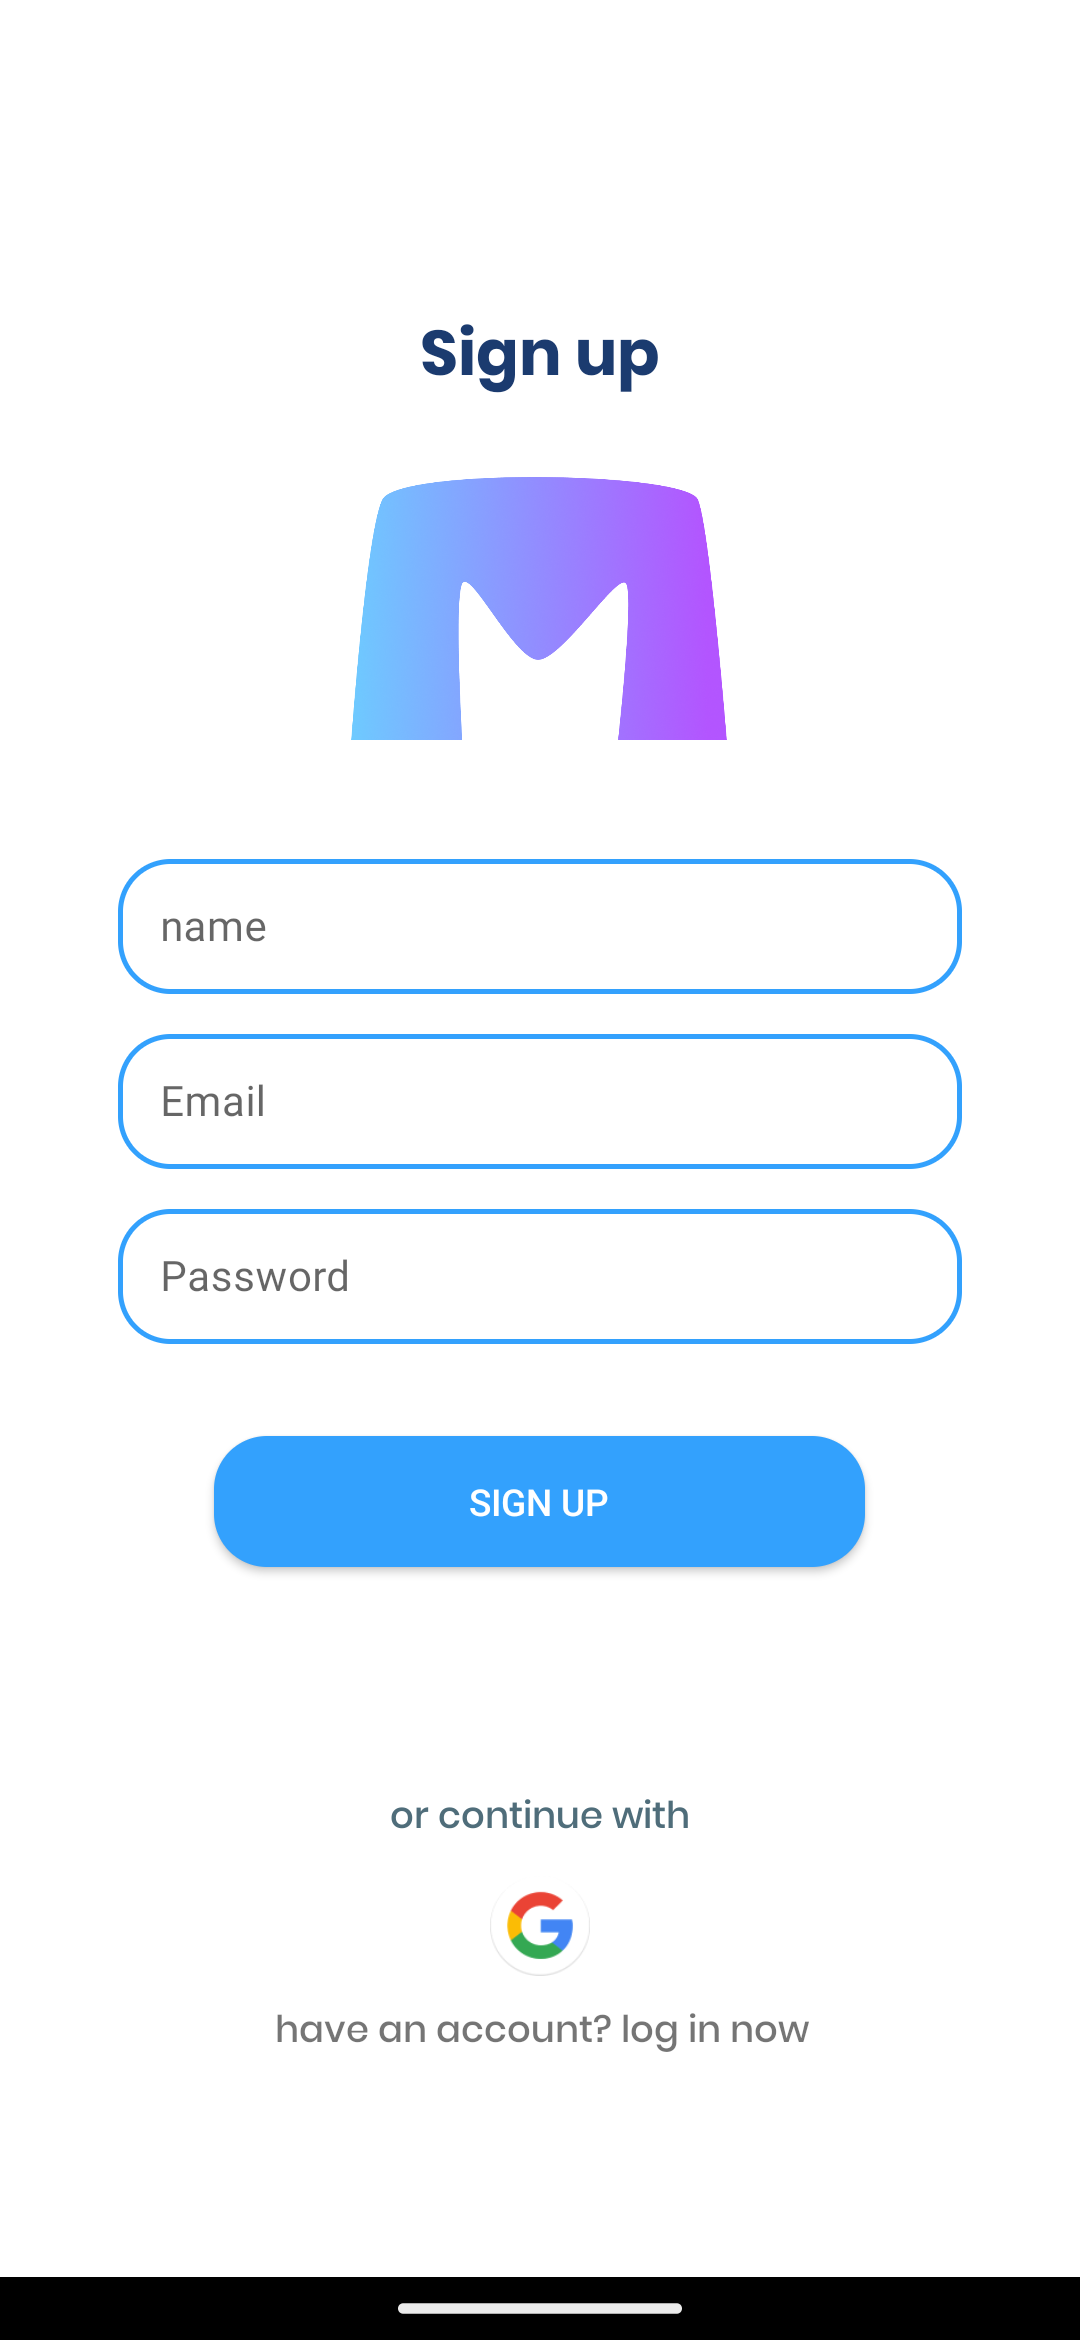 Sign up
name
Email
Password
SIGN UP
or continue with
have an account? log in now